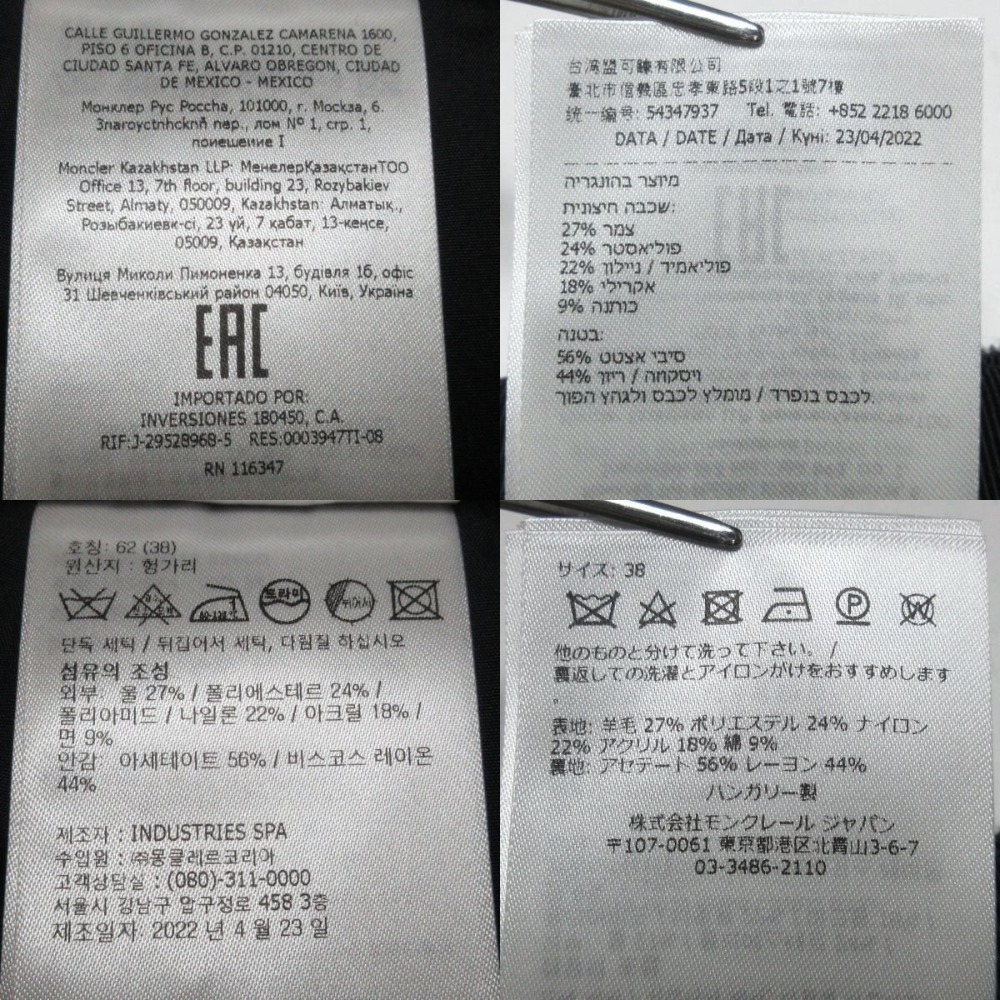 CALLE GUILLERMO GONZALEZ CAMARENA 1600,
PISO 6 OFICINA B, C.P. 01210, CENTRO DE
CIUDAD SANTA FE, ALVARO OBREGON, CIUDAD
DE MEXICO - MEXICO
Монклер Рус Россha, 101000, г. Мокза, 6.
пер., лом № 1, стр. 1,
I
Moncler Kazakhstan LLP: МенелерҚазақстанТОО
Office 13, 7th floor, building 23, Rozybakiev
Street, Almaty, 050009, Kazakhstan: Алматық.,
Розыбакиевк-сі, 23 үй, 7 қабат, 13-кеңсе,
05009, Қазақстан
Вулиця Миколи Пимоненка 13, будівля 1б, офіс
31 Шевченківський район 04050, Київ, Україна
EAC
IMPORTADO POR:
INVERSIONES 180450, C.A.
RIF:J-29528968-5 RES:0003947TI-08
RN 116347
台湾盟可睐有限公司
臺北市信義區忠孝東路5段1之1號7樓
统一编号: 54347937 Tel. 電話: +852 2218 6000
DATA / DATE / Дата / Күні: 23/04/2022
מיוצר בהונגריה
שכבה חיצונית:
27% צמר
24% פוליאסטר
22% פוליאמיד / ניילון
18% אקרילי
9% כותנה
בטנה:
56% סיבי אצטט
44% ויסקוזה / ריון
לכבס בנפרד / מומלץ לכבס ולגהץ הפוך.
호칭: 62 (38)
원산지 : 헝가리
드라이
뉘어서
단독 세탁 / 뒤집어서 세탁, 다림질 하십시오
섬유의 조성
외부: 울 27% / 폴리에스테르 24% /
폴리아미드 / 나일론 22% / 아크릴 18% /
면 9%
안감: 아세테이트 56% / 비스코스 레이온
44%
제조자 : INDUSTRIES SPA
수입원 : ㈜몽클레르코리아
고객상담실 : (080)-311-0000
서울시 강남구 압구정로 458 3층
제조일자: 2022 년 4 월 23 일
サイズ: 38
P
W
他のものと分けて洗って下さい。 /
裏返しての洗濯とアイロンがけをおすすめします
。
表地: 羊毛 27% ポリエステル 24% ナイロン
22% アクリル 18% 綿 9%
裏地: アセテート 56% レーヨン 44%
ハンガリー製
株式会社モンクレール ジャパン
〒107-0061 東京都港区北青山3-6-7
03-3486-2110